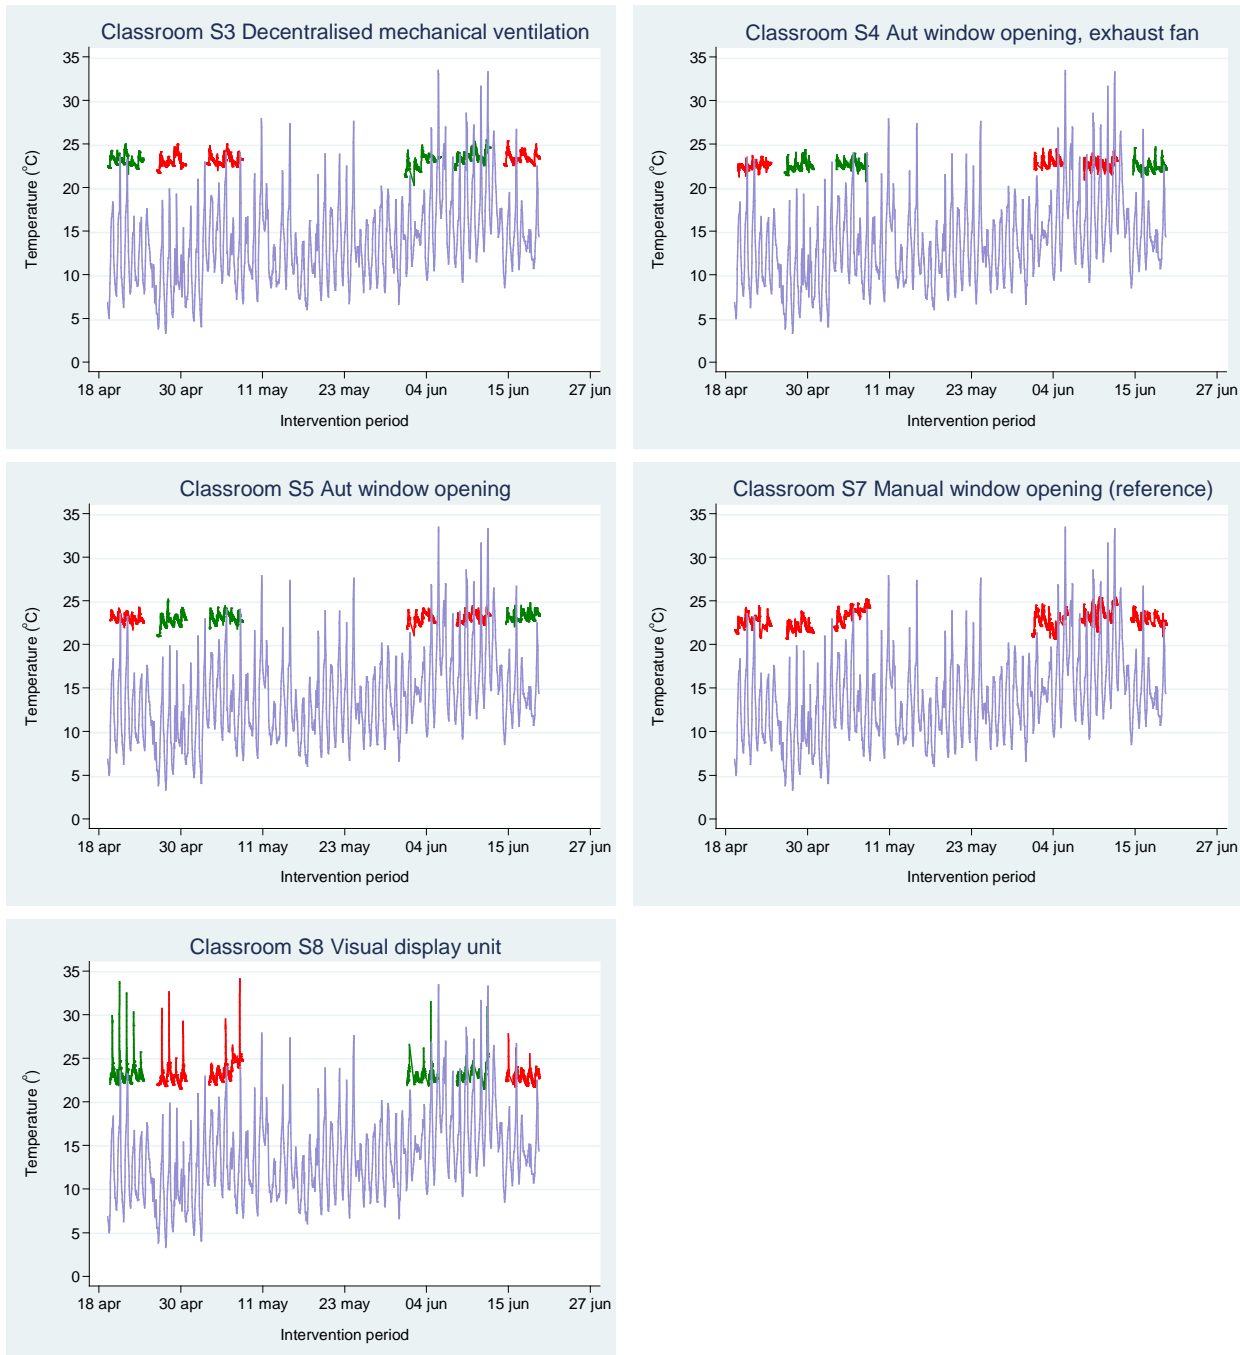 Classroom S3 Decentralised mechanical ventilation
35
30
25
20
15
10
5
0
Temperature (°C)
18 apr 30 apr 11 may 23 may 04 jun 15 jun 27 jun
Intervention period
Classroom S4 Aut window opening, exhaust fan
35
30
25
20
15
10
5
0
Temperature (°C)
18 apr 30 apr 11 may 23 may 04 jun 15 jun 27 jun
Intervention period
Classroom S5 Aut window opening
35
30
25
20
15
10
5
0
Temperature (°C)
18 apr 30 apr 11 may 23 may 04 jun 15 jun 27 jun
Intervention period
Classroom S7 Manual window opening (reference)
35
30
25
20
15
10
5
0
Temperature (°C)
18 apr 30 apr 11 may 23 may 04 jun 15 jun 27 jun
Intervention period
Classroom S8 Visual display unit
35
30
25
20
15
10
5
0
Temperature (°)
18 apr 30 apr 11 may 23 may 04 jun 15 jun 27 jun
Intervention period